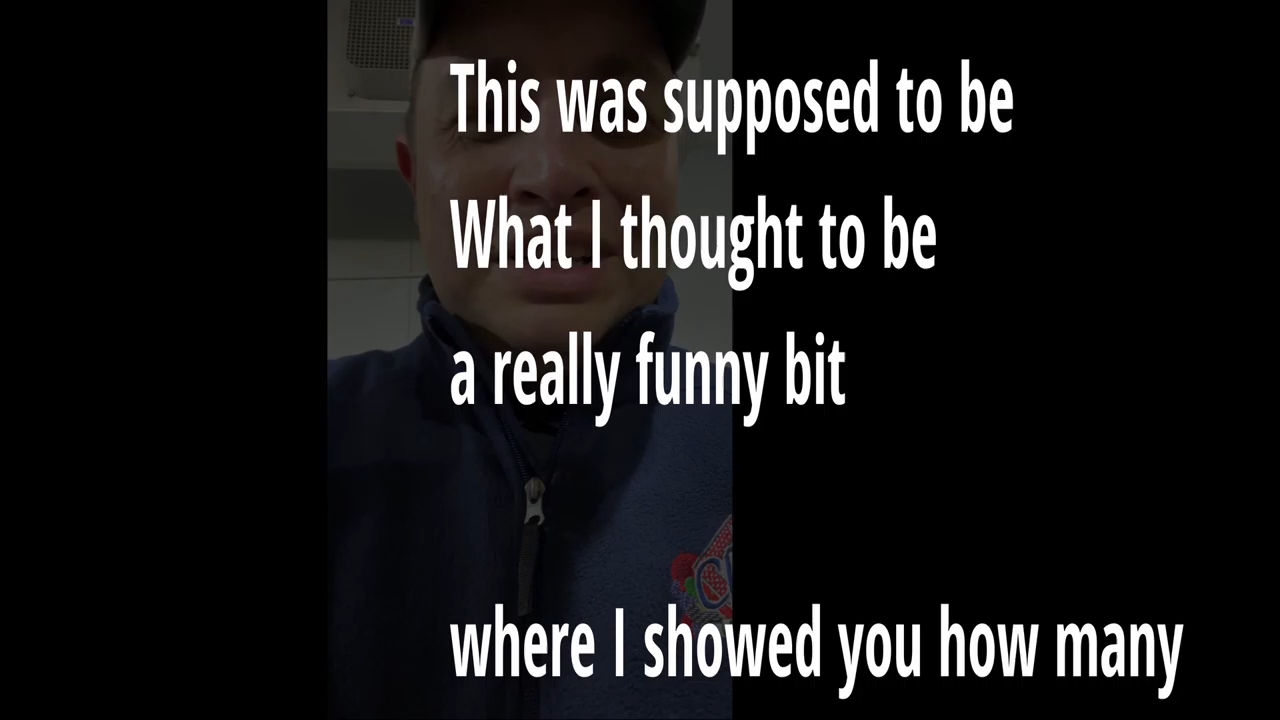 This was supposed to be
What I thought to be
a really funny bit
where I showed you how many